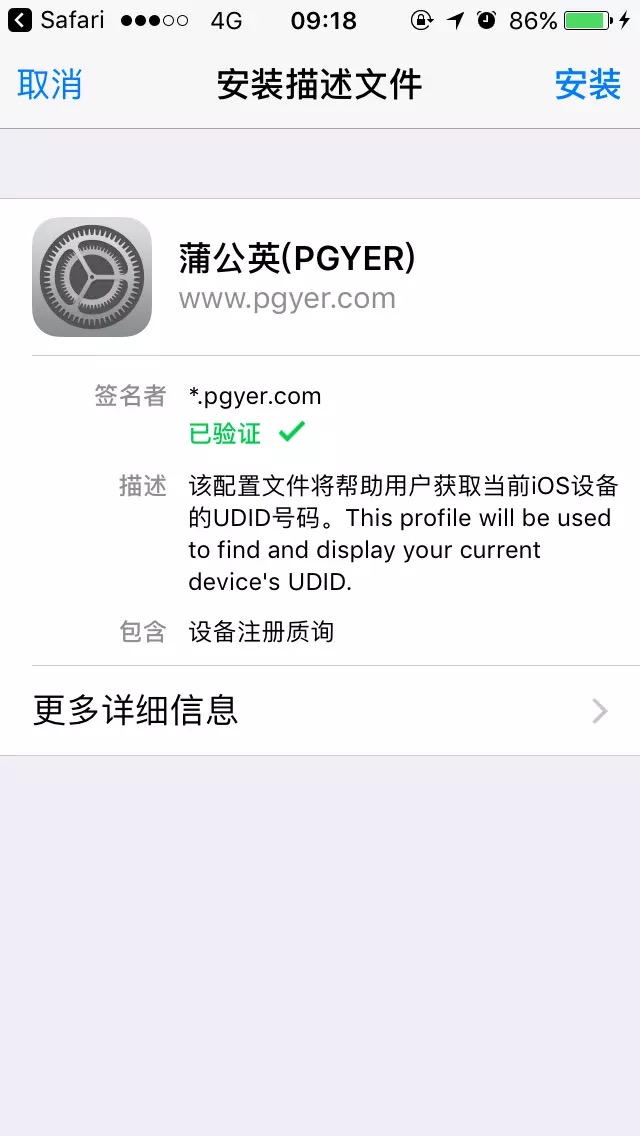 Safari 4G 09:18 86%
取消 安装描述文件 安装
蒲公英(PGYER)
www.pgyer.com
签名者 *.pgyer.com
已验证
描述 该配置文件将帮助用户获取当前iOS设备
的UDID号码。This profile will be used
to find and display your current
device's UDID.
包含 设备注册质询
更多详细信息